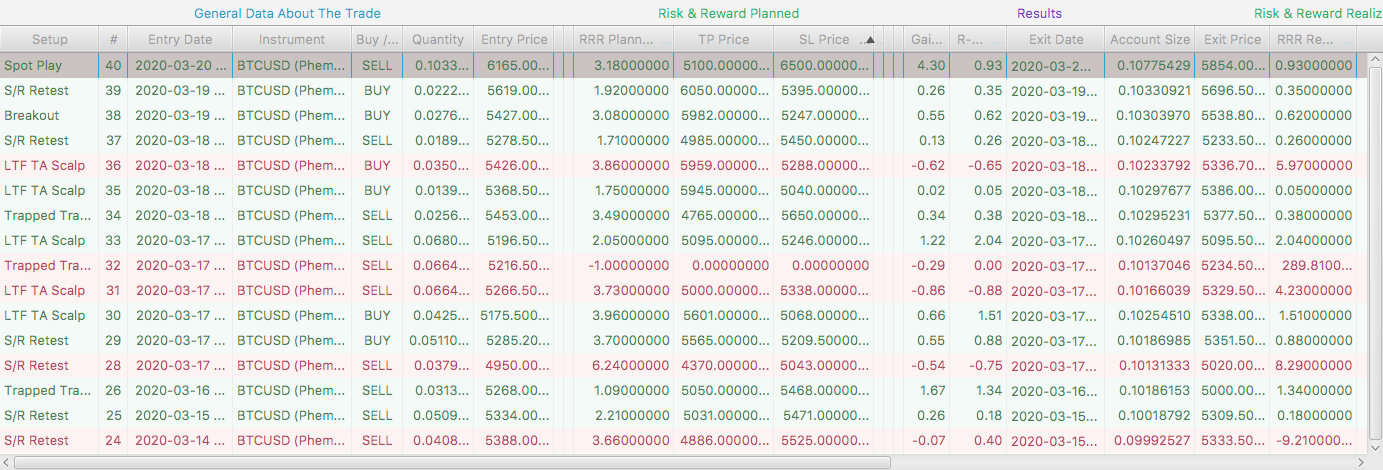 General Data About The Trade Risk & Reward Planned Results Risk & Reward Realiz
Setup # Entry Date Instrument Buy /... Quantity Entry Price RRR Plann... ... TP Price SL Price ... Gai... R-... ... Exit Date Account Size Exit Price RRR Re... ...
Spot Play 40 2020-03-20 ... BTCUSD (Phem... SELL 0.1033... 6165.00... 3.18000000 5100.00000... 6500.00000... 4.30 0.93 2020-03-2... 0.10775429 5854.00... 0.93000000
S/R Retest 39 2020-03-19 ... BTCUSD (Phem... BUY 0.0222... 5619.00... 1.92000000 6050.00000... 5395.00000... 0.26 0.35 2020-03-19... 0.10330921 5696.50... 0.35000000
Breakout 38 2020-03-19 ... BTCUSD (Phem... BUY 0.0276... 5427.00... 3.08000000 5982.00000... 5247.00000... 0.55 0.62 2020-03-19... 0.10303970 5538.80... 0.62000000
S/R Retest 37 2020-03-18 ... BTCUSD (Phem... SELL 0.0189... 5278.50... 1.71000000 4985.00000... 5450.00000... 0.13 0.26 2020-03-18... 0.10247227 5233.50... 0.26000000
LTF TA Scalp 36 2020-03-18 ... BTCUSD (Phem... BUY 0.0350... 5426.00... 3.86000000 5959.00000... 5288.00000... -0.62 -0.65 2020-03-18... 0.10233792 5336.70... 5.97000000
LTF TA Scalp 35 2020-03-18 ... BTCUSD (Phem... BUY 0.0139... 5368.50... 1.75000000 5945.00000... 5040.00000... 0.02 0.05 2020-03-18... 0.10297677 5386.00... 0.05000000
Trapped Tra... 34 2020-03-18 ... BTCUSD (Phem... SELL 0.0256... 5453.00... 3.49000000 4765.00000... 5650.00000... 0.34 0.38 2020-03-18... 0.10295231 5377.50... 0.38000000
LTF TA Scalp 33 2020-03-17 ... BTCUSD (Phem... SELL 0.0680... 5196.50... 2.05000000 5095.00000... 5246.00000... 1.22 2.04 2020-03-17... 0.10260497 5095.50... 2.04000000
Trapped Tra... 32 2020-03-17 ... BTCUSD (Phem... SELL 0.0664... 5216.50... -1.00000000 0.00000000 0.00000000 -0.29 0.00 2020-03-17... 0.10137046 5234.50... 289.8100...
LTF TA Scalp 31 2020-03-17 ... BTCUSD (Phem... SELL 0.0664... 5266.50... 3.73000000 5000.00000... 5338.00000... -0.86 -0.88 2020-03-17... 0.10166039 5329.50... 4.23000000
LTF TA Scalp 30 2020-03-17 ... BTCUSD (Phem... BUY 0.0425... 5175.500... 3.96000000 5601.00000... 5068.00000... 0.66 1.51 2020-03-17... 0.10254510 5338.00... 1.51000000
S/R Retest 29 2020-03-17 ... BTCUSD (Phem... BUY 0.05110... 5285.20... 3.70000000 5565.00000... 5209.50000... 0.55 0.88 2020-03-17... 0.10186985 5351.50... 0.88000000
S/R Retest 28 2020-03-17 ... BTCUSD (Phem... SELL 0.0379... 4950.00... 6.24000000 4370.00000... 5043.00000... -0.54 -0.75 2020-03-17... 0.10131333 5020.00... 8.29000000
Trapped Tra... 26 2020-03-16 ... BTCUSD (Phem... SELL 0.0313... 5268.00... 1.09000000 5050.00000... 5468.00000... 1.67 1.34 2020-03-16... 0.10186153 5000.00... 1.34000000
S/R Retest 25 2020-03-15 ... BTCUSD (Phem... SELL 0.0509... 5334.00... 2.21000000 5031.00000... 5471.00000... 0.26 0.18 2020-03-15... 0.10018792 5309.50... 0.18000000
S/R Retest 24 2020-03-14 ... BTCUSD (Phem... SELL 0.0408... 5388.00... 3.66000000 4886.00000... 5525.00000... -0.07 0.40 2020-03-15... 0.09992527 5333.50... -9.210000...